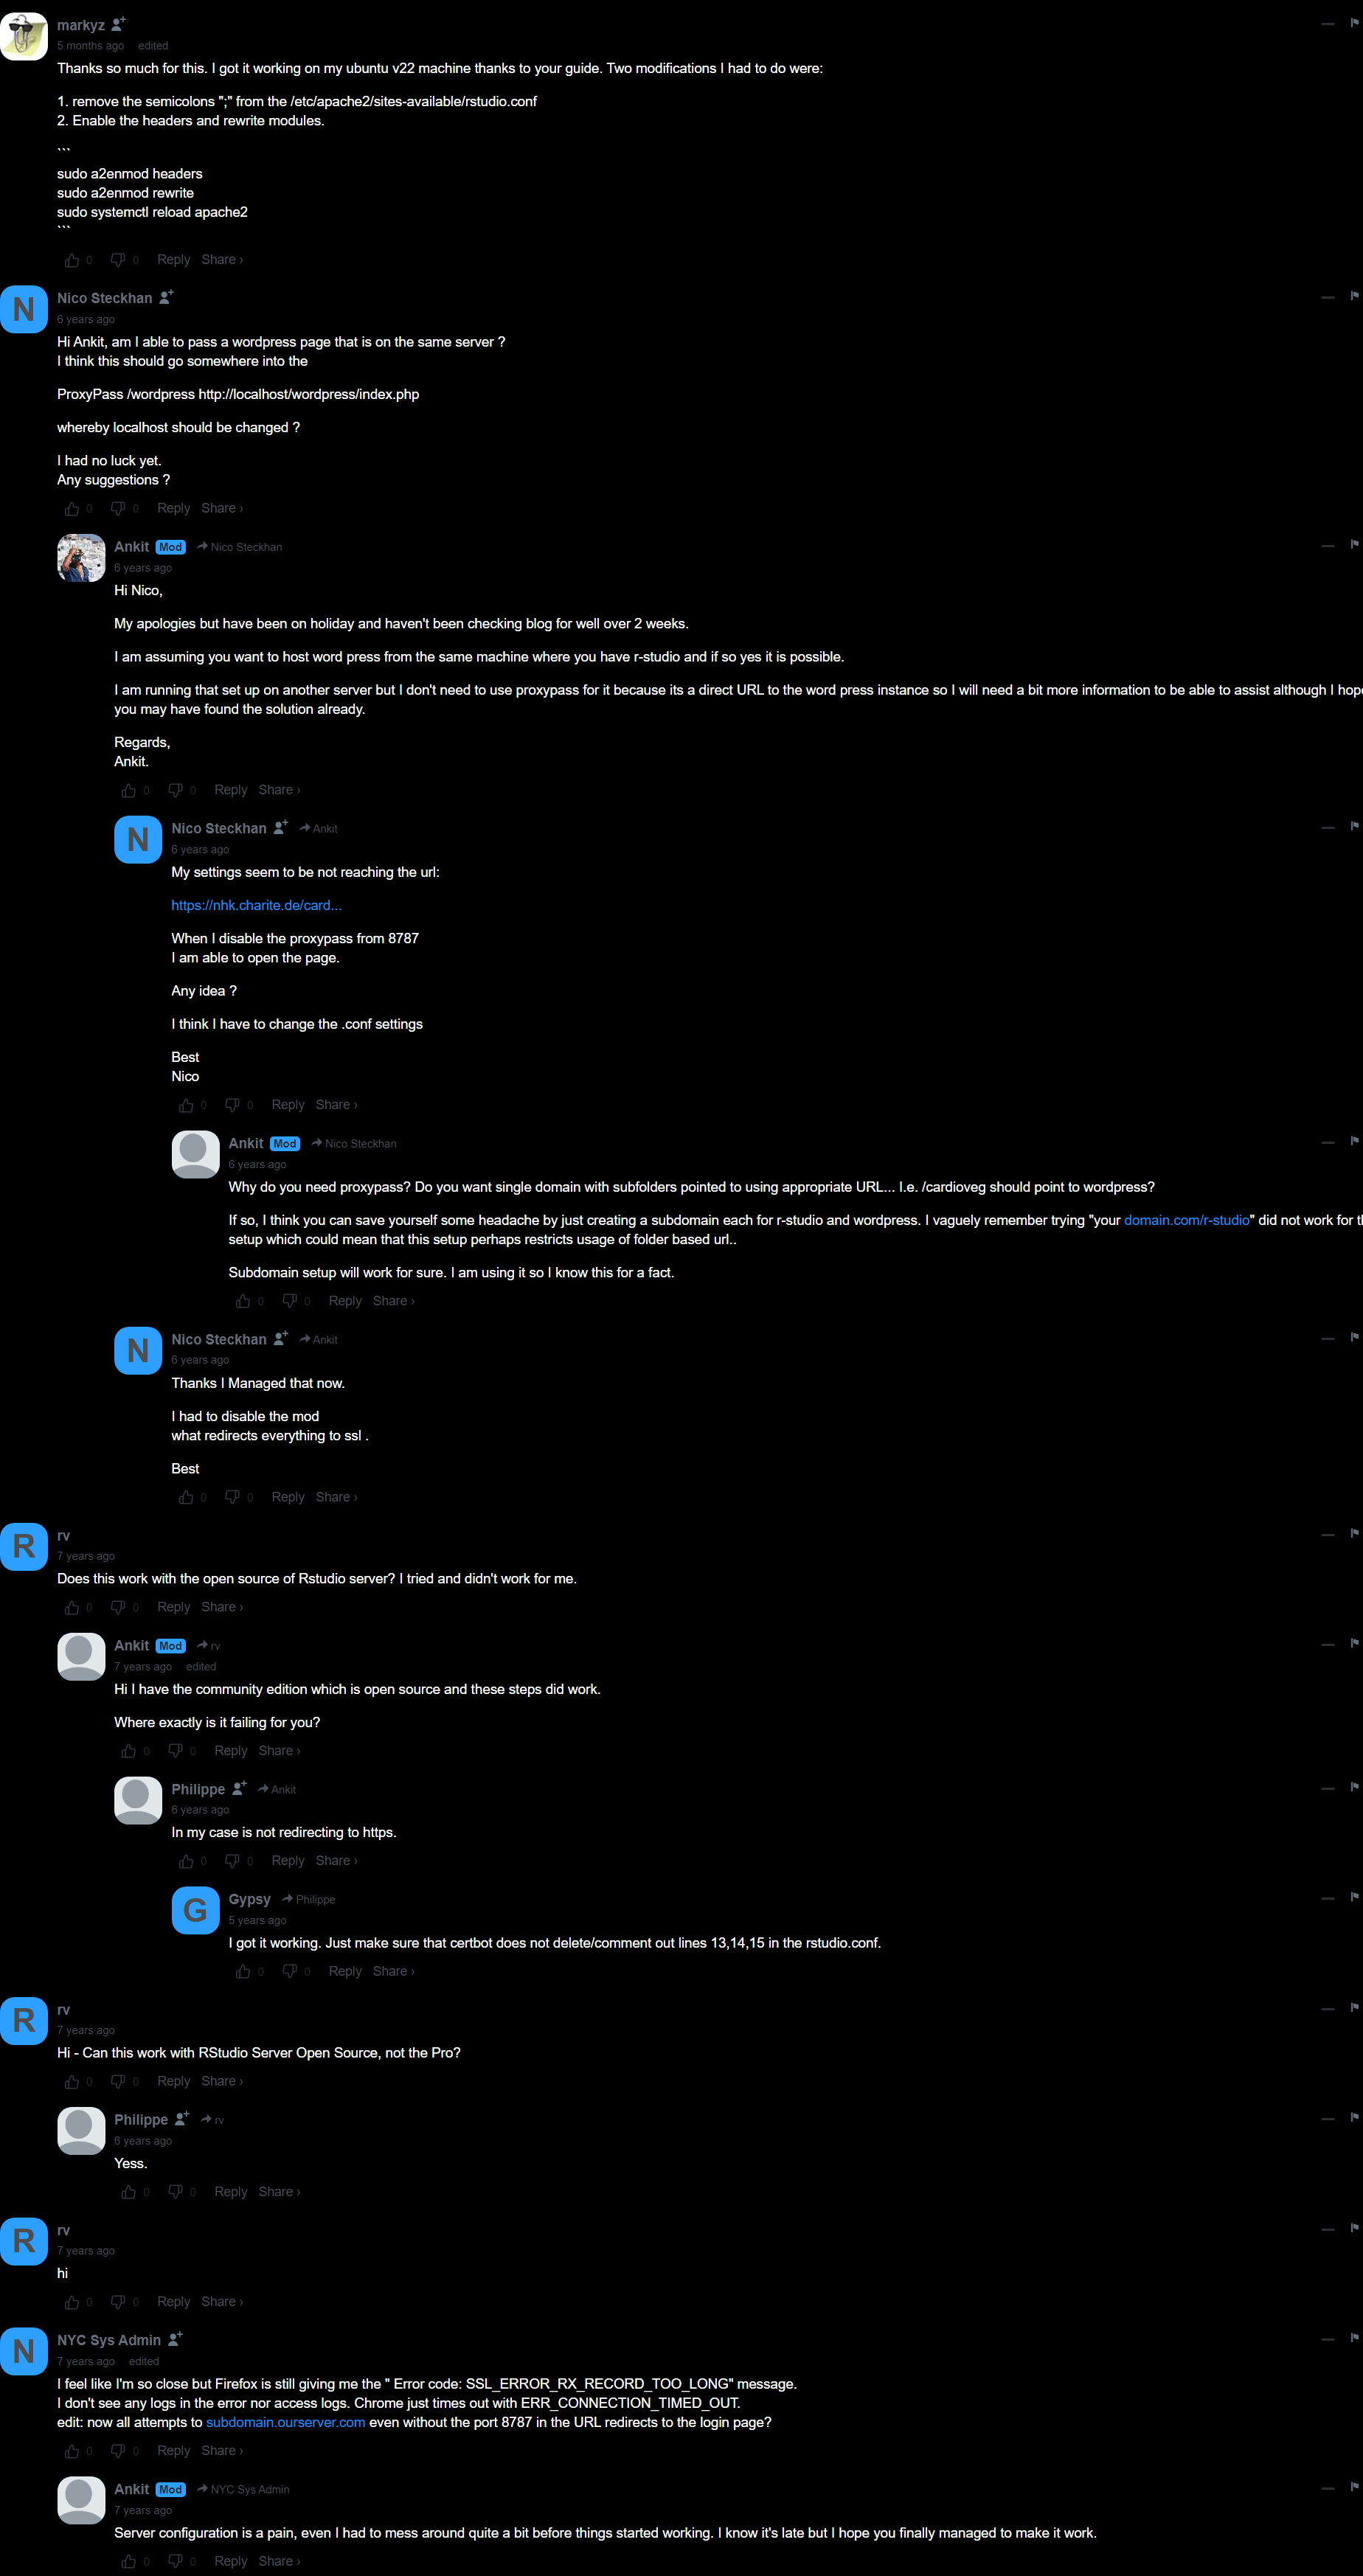 markyz
5 months ago edited
Thanks so much for this. I got it working on my ubuntu v22 machine thanks to your guide. Two modifications I had to do were:
1. remove the semicolons ";" from the /etc/apache2/sites-available/rstudio.conf
2. Enable the headers and rewrite modules.
```
sudo a2enmod headers
sudo a2enmod rewrite
sudo systemctl reload apache2
```
0 0 Reply Share ›
N Nico Steckhan
6 years ago
Hi Ankit, am I able to pass a wordpress page that is on the same server ?
I think this should go somewhere into the
ProxyPass /wordpress http://localhost/wordpress/index.php
whereby localhost should be changed ?
I had no luck yet.
Any suggestions ?
0 0 Reply Share ›
Ankit Mod Nico Steckhan
6 years ago
Hi Nico,
My apologies but have been on holiday and haven't been checking blog for well over 2 weeks.
I am assuming you want to host word press from the same machine where you have r-studio and if so yes it is possible.
I am running that set up on another server but I don't need to use proxypass for it because its a direct URL to the word press instance so I will need a bit more information to be able to assist although I hope
you may have found the solution already.
Regards,
Ankit.
0 0 Reply Share ›
N Nico Steckhan Ankit
6 years ago
My settings seem to be not reaching the url:
https://nhk.charite.de/card...
When I disable the proxypass from 8787
I am able to open the page.
Any idea ?
I think I have to change the .conf settings
Best
Nico
0 0 Reply Share ›
Ankit Mod Nico Steckhan
6 years ago
Why do you need proxypass? Do you want single domain with subfolders pointed to using appropriate URL... I.e. /cardioveg should point to wordpress?
If so, I think you can save yourself some headache by just creating a subdomain each for r-studio and wordpress. I vaguely remember trying "your domain.com/r-studio" did not work for
setup which could mean that this setup perhaps restricts usage of folder based url..
Subdomain setup will work for sure. I am using it so I know this for a fact.
0 0 Reply Share ›
N Nico Steckhan Ankit
6 years ago
Thanks I Managed that now.
I had to disable the mod
what redirects everything to ssl .
Best
0 0 Reply Share ›
R rv
7 years ago
Does this work with the open source of Rstudio server? I tried and didn't work for me.
0 0 Reply Share ›
Ankit Mod rv
7 years ago edited
Hi I have the community edition which is open source and these steps did work.
Where exactly is it failing for you?
0 0 Reply Share ›
Philippe Ankit
6 years ago
In my case is not redirecting to https.
0 0 Reply Share ›
G Gypsy Philippe
5 years ago
I got it working. Just make sure that certbot does not delete/comment out lines 13,14,15 in the rstudio.conf.
0 0 Reply Share ›
R rv
7 years ago
Hi - Can this work with RStudio Server Open Source, not the Pro?
0 0 Reply Share ›
Philippe rv
6 years ago
Yess.
0 0 Reply Share ›
R rv
7 years ago
hi
0 0 Reply Share ›
N NYC Sys Admin
7 years ago edited
I feel like I'm so close but Firefox is still giving me the " Error code: SSL_ERROR_RX_RECORD_TOO_LONG" message.
I don't see any logs in the error nor access logs. Chrome just times out with ERR_CONNECTION_TIMED_OUT.
edit: now all attempts to subdomain.ourserver.com even without the port 8787 in the URL redirects to the login page?
0 0 Reply Share ›
Ankit Mod NYC Sys Admin
7 years ago
Server configuration is a pain, even I had to mess around quite a bit before things started working. I know it's late but I hope you finally managed to make it work.
0 0 Reply Share ›